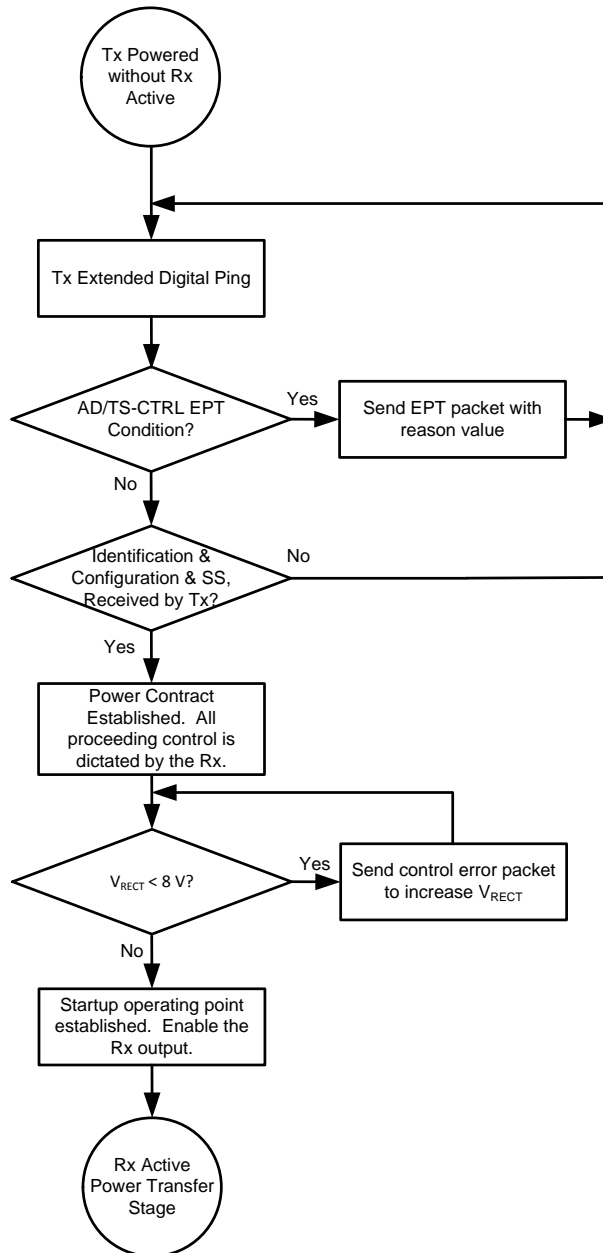 Tx Powered
without Rx
Active
Tx Extended Digital Ping
AD/TS-CTRL EPT
Condition?
Yes
Send EPT packet with
reason value
No
Identification &
Configuration & SS,
Received by Tx?
No
Yes
Power Contract
Established.  All
proceeding control is
dictated by the Rx.
VRECT < 8 V?
Yes
Send control error packet
to increase VRECT
No
Startup operating point
established.  Enable the
Rx output.
Rx Active
Power Transfer
Stage